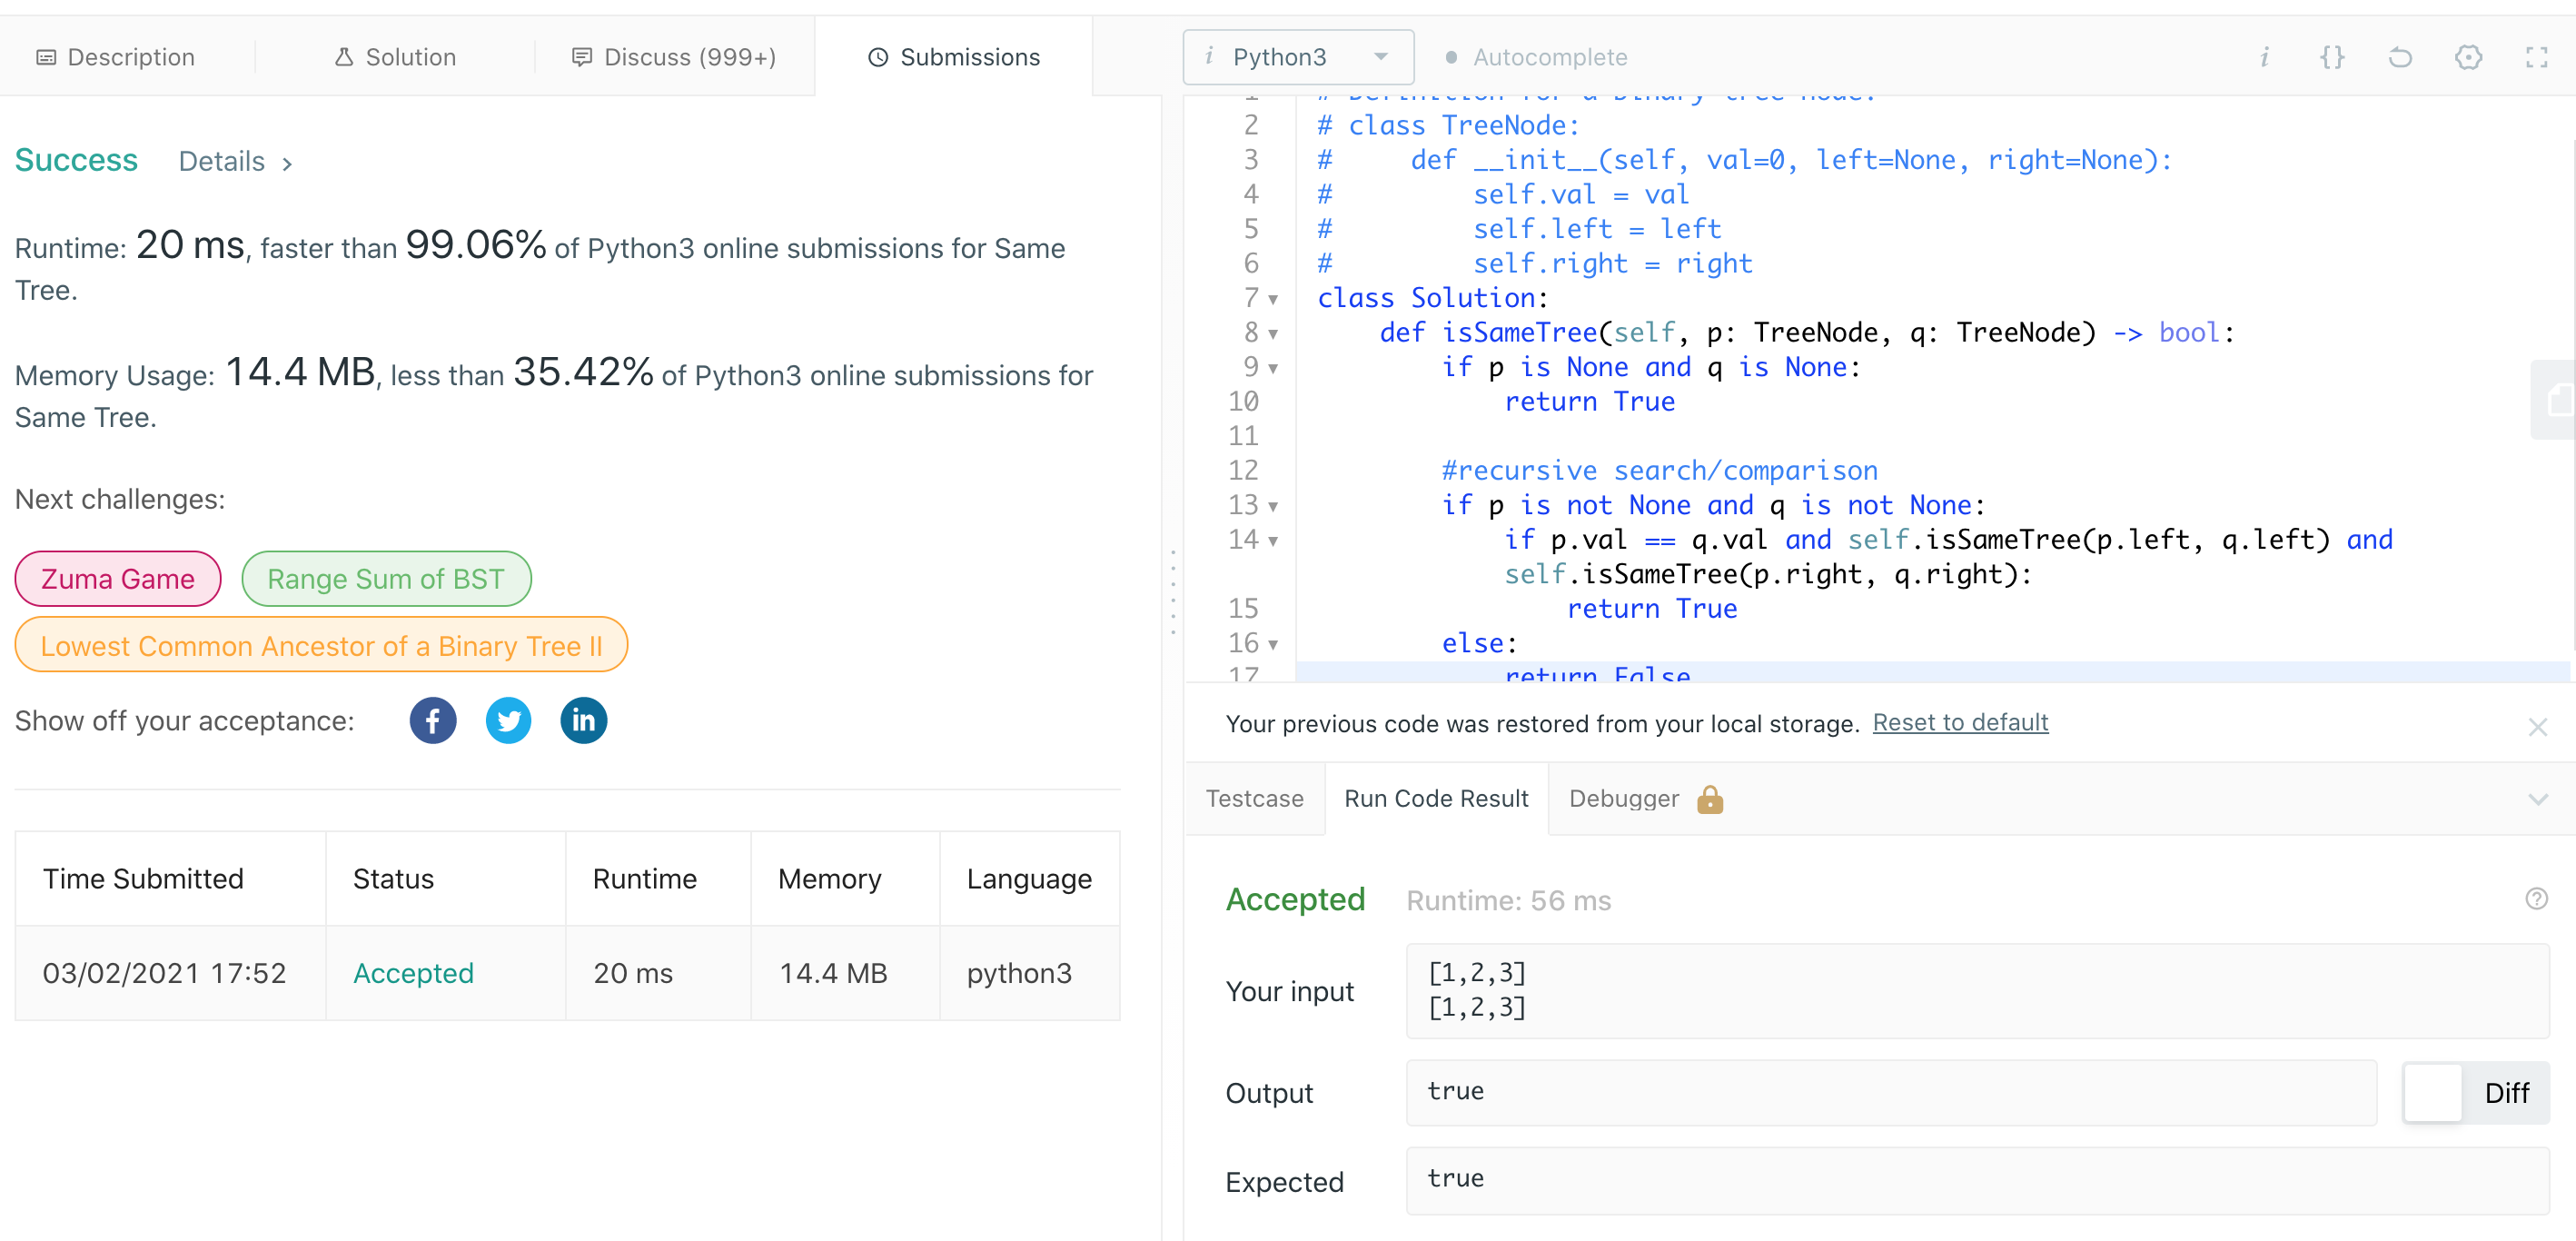 Description
Solution
Discuss (999+)
Submissions
Success Details >
Runtime: 20 ms, faster than 99.06% of Python3 online submissions for Same
Tree.
Memory Usage: 14.4 MB, less than 35.42% of Python3 online submissions for
Same Tree.
Next challenges:
Zuma Game
Range Sum of BST
Lowest Common Ancestor of a Binary Tree II
Show off your acceptance:
Time Submitted Status Runtime Memory Language
03/02/2021 17:52 Accepted 20 ms 14.4 MB python3
i Python3
Autocomplete
i {}
1 # Definition for a binary tree node.
2 # class TreeNode:
3 #     def __init__(self, val=0, left=None, right=None):
4 #         self.val = val
5 #         self.left = left
6 #         self.right = right
7 class Solution:
8     def isSameTree(self, p: TreeNode, q: TreeNode) -> bool:
9         if p is None and q is None:
10             return True
11
12         #recursive search/comparison
13         if p is not None and q is not None:
14             if p.val == q.val and self.isSameTree(p.left, q.left) and
self.isSameTree(p.right, q.right):
15                 return True
16         else:
17             return False
Your previous code was restored from your local storage. Reset to default
Testcase
Run Code Result
Debugger
Accepted Runtime: 56 ms
Your input
[1,2,3]
[1,2,3]
Output
true
Diff
Expected
true